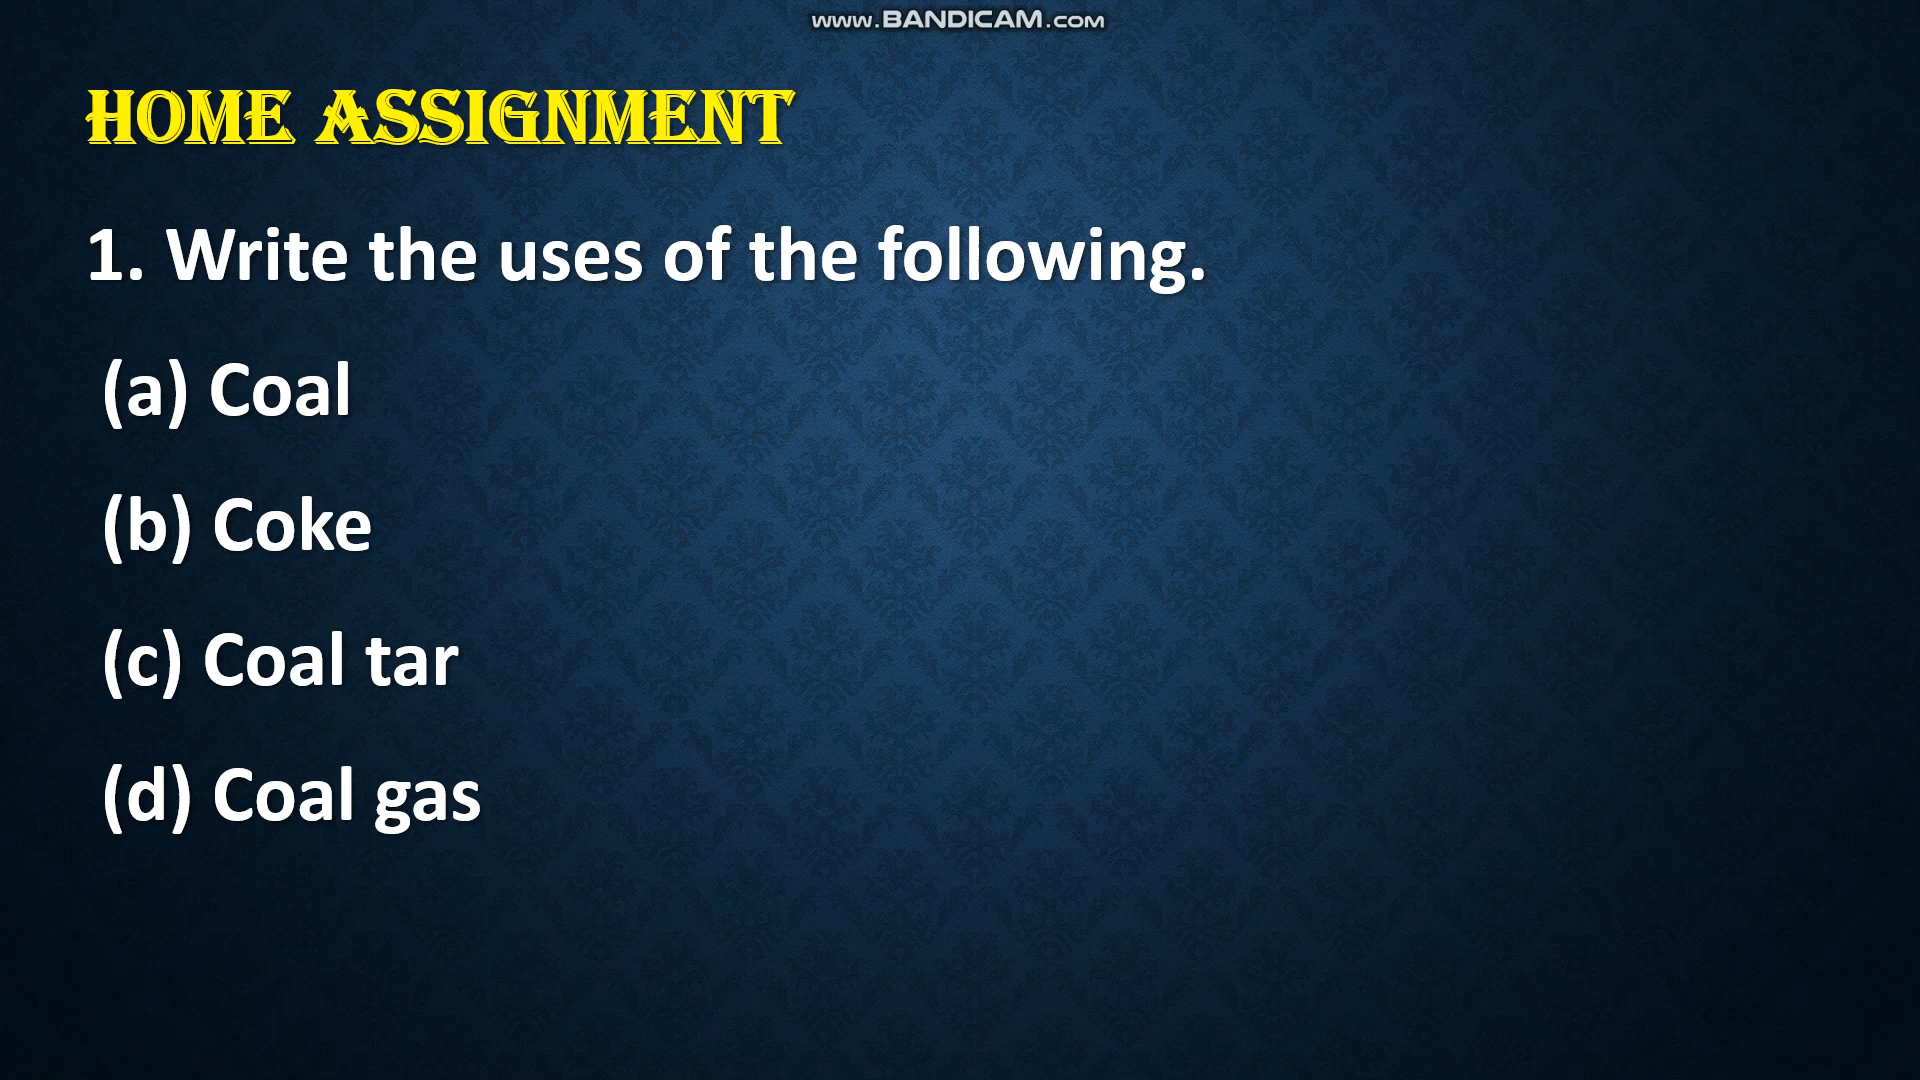 www.BANDICAM.com
HOME ASSIGNMENT
1. Write the uses of the following.
(a) Coal
(b) Coke
(c) Coal tar
(d) Coal gas